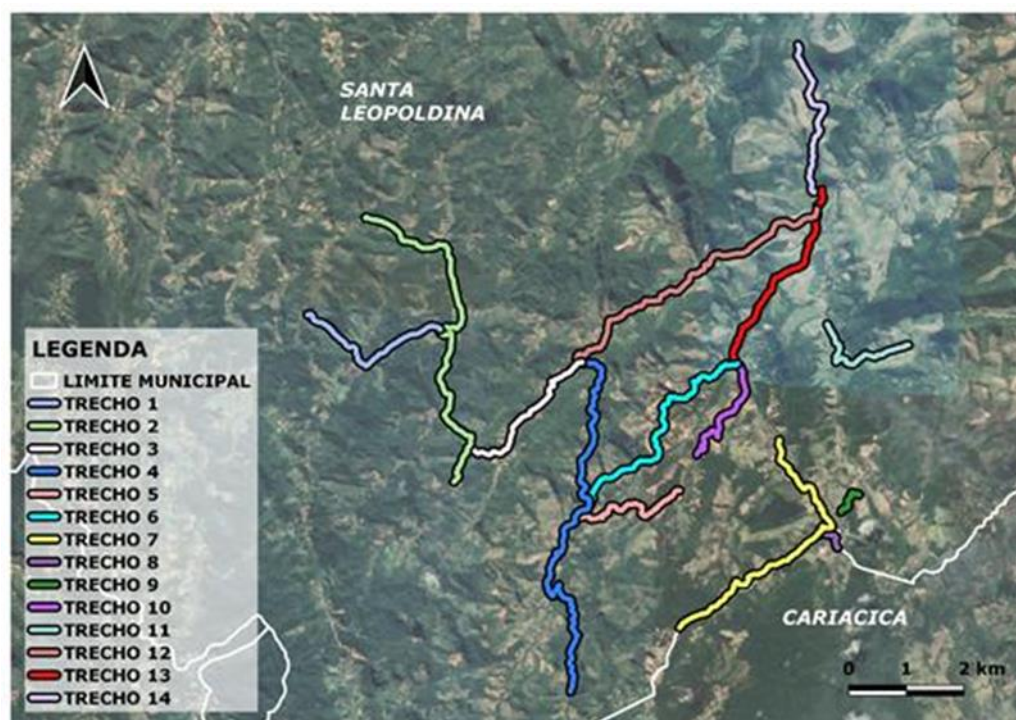 SANTA
LEOPOLDINA
LEGENDA
LIMITE MUNICIPAL
TRECHO 1
TRECHO 2
TRECHO 3
TRECHO 4
TRECHO 5
TRECHO 6
TRECHO 7
TRECHO 8
TRECHO 9
TRECHO 10
TRECHO 11
TRECHO 12
TRECHO 13
TRECHO 14
CARIACICA
0 1 2 km